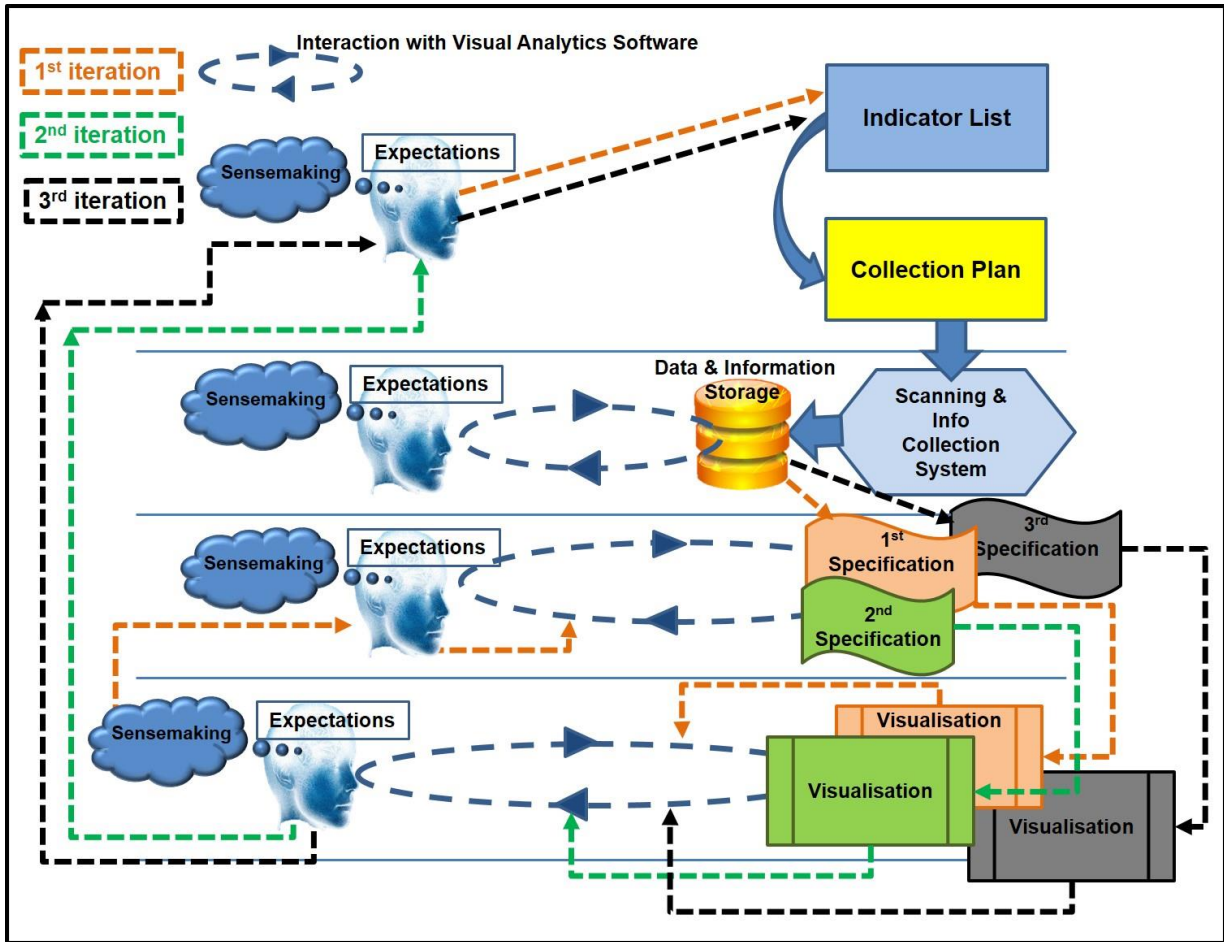 Interaction with Visual Analytics Software
1st iteration
2nd iteration
3rd iteration
Expectations
Sensemaking
Indicator List
Collection Plan
Expectations
Sensemaking
Data & Information
Storage
Scanning &
Info
Collection
System
Expectations
Sensemaking
1st
Specification
3rd
Specification
2nd
Specification
Expectations
Sensemaking
Visualisation
Visualisation
Visualisation